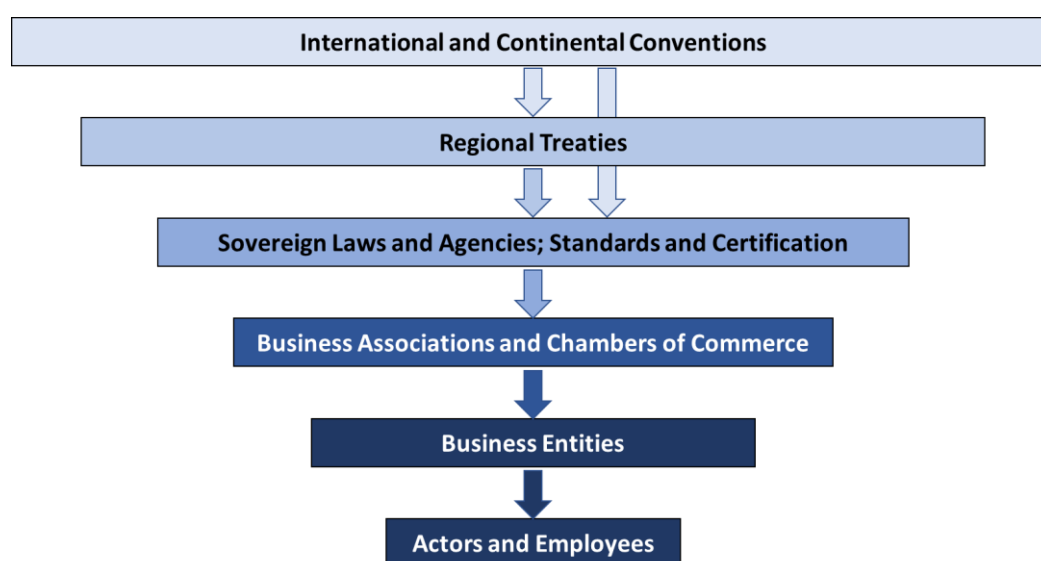 International and Continental Conventions
Regional Treaties
Sovereign Laws and Agencies; Standards and Certification
Business Associations and Chambers of Commerce
Business Entities
Actors and Employees